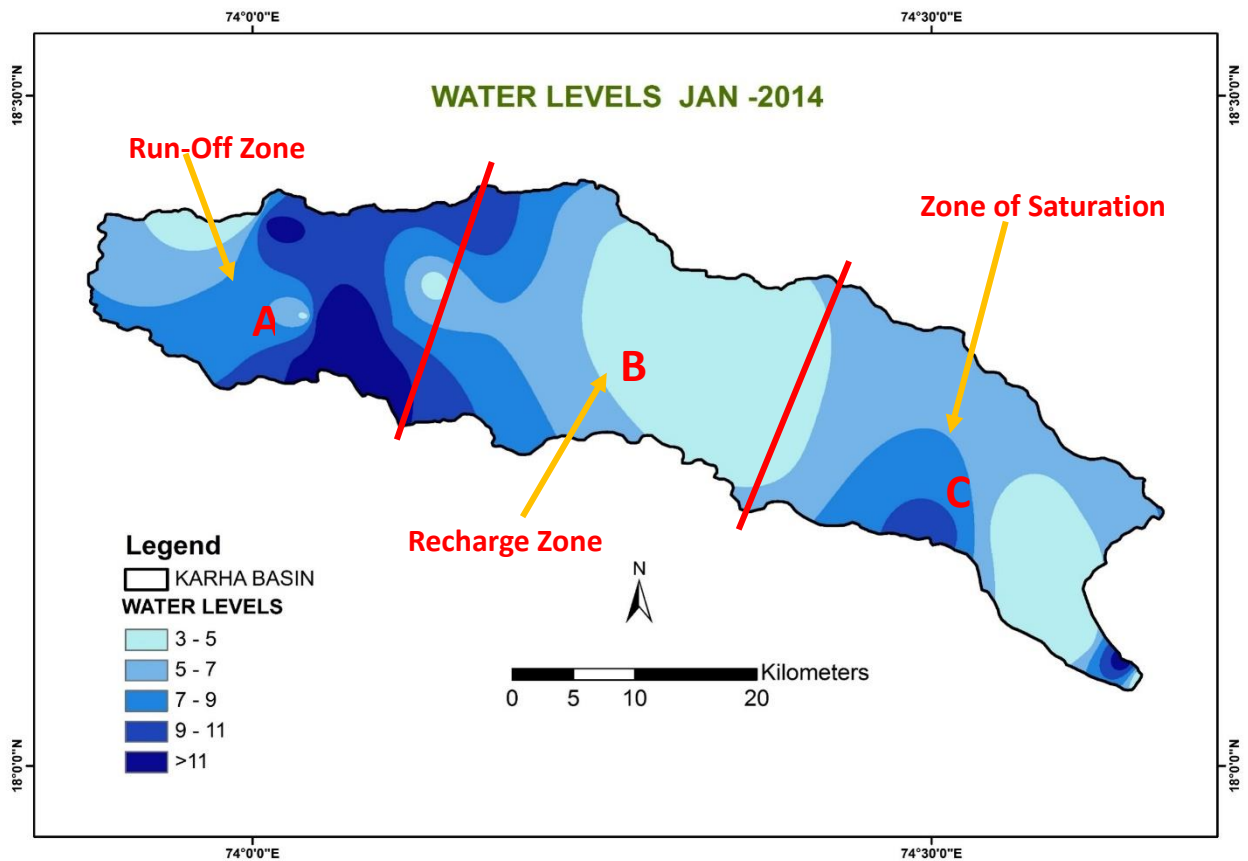 74°0'0"E 74°30'0"E
18°30'0"N 18°30'0"N
WATER LEVELS JAN -2014
Run-Off Zone
Zone of Saturation
A
B
C
Recharge Zone
Legend
KARHA BASIN
WATER LEVELS
3 - 5
5 - 7
7 - 9
9 - 11
>11
N
Kilometers
0 5 10 20
18°0'0"N 18°0'0"N
74°0'0"E 74°30'0"E